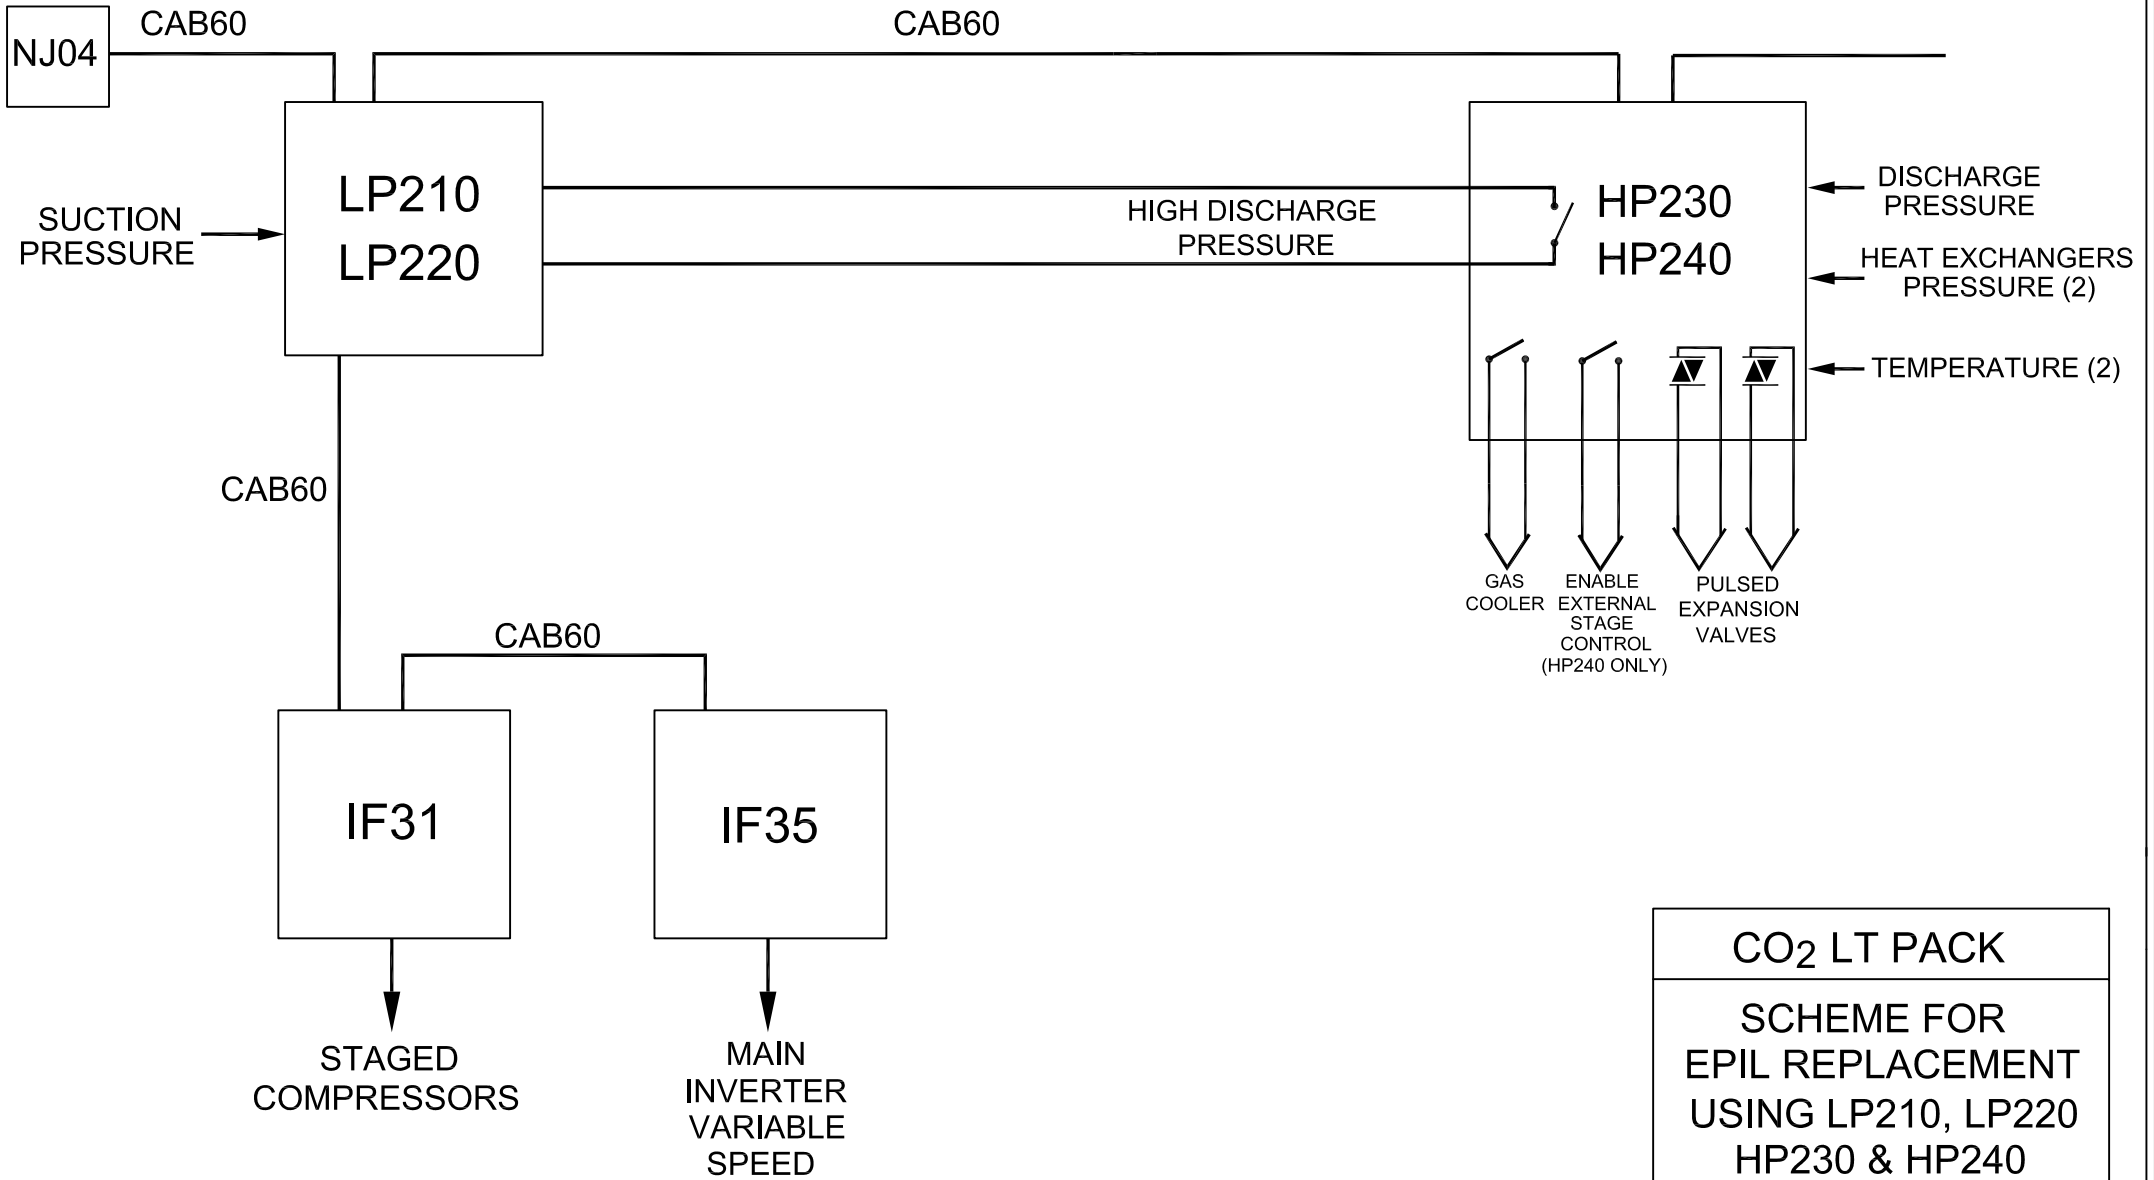 CAB60
CAB60
NJ04
LP210
LP220
SUCTION
PRESSURE
HIGH DISCHARGE
PRESSURE
HP230
HP240
DISCHARGE
PRESSURE
HEAT EXCHANGERS
PRESSURE (2)
TEMPERATURE (2)
CAB60
GAS
COOLER
ENABLE
EXTERNAL
STAGE
CONTROL
(HP240 ONLY)
PULSED
EXPANSION
VALVES
CAB60
IF31
IF35
STAGED
COMPRESSORS
MAIN
INVERTER
VARIABLE
SPEED
CO2 LT PACK
SCHEME FOR
EPIL REPLACEMENT
USING LP210, LP220
HP230 & HP240